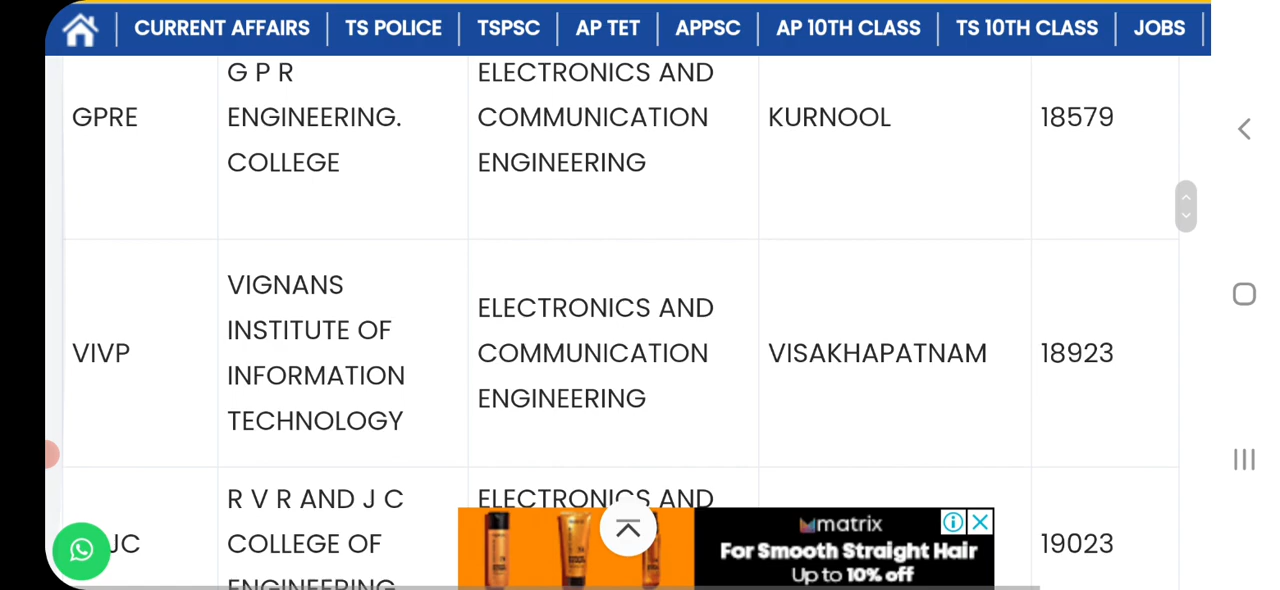 CURRENT AFFAIRS TS POLICE TSPSC AP TET APPSC AP 10TH CLASS TS 10TH CLASS JOBS
GPRE
G P R
ENGINEERING.
COLLEGE
ELECTRONICS AND
COMMUNICATION
ENGINEERING
KURNOOL
18579
VIVP
VIGNANS
INSTITUTE OF
INFORMATION
TECHNOLOGY
ELECTRONICS AND
COMMUNICATION
ENGINEERING
VISAKHAPATNAM
18923
JC
R V R AND J C
COLLEGE OF
ENGINEERING
ELECTRONICS AND
19023
matrix
For Smooth Straight Hair
Up to 10% off